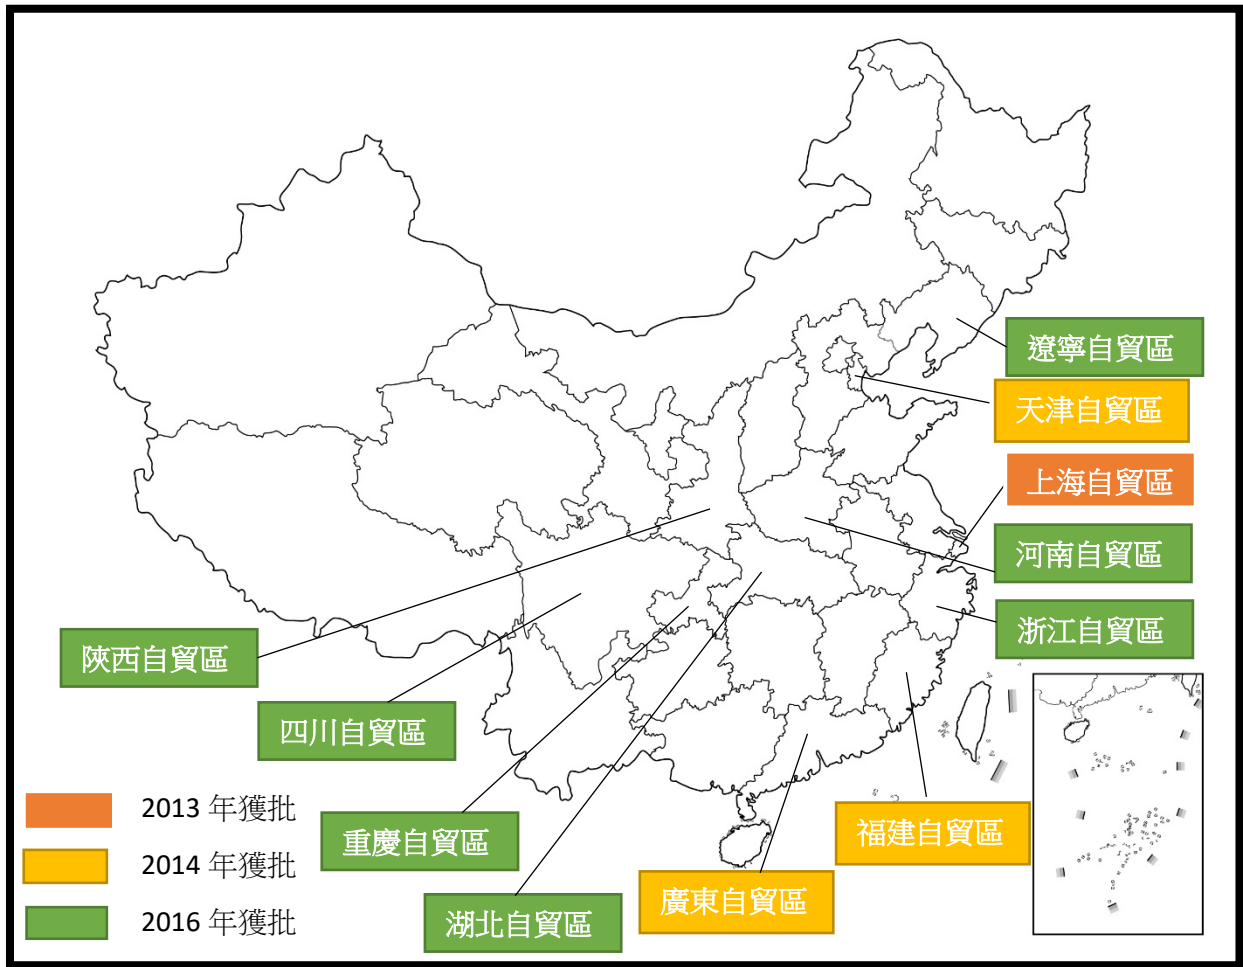 遼寧自貿區
天津自貿區
上海自貿區
河南自貿區
浙江自貿區
陝西自貿區
四川自貿區
重慶自貿區
湖北自貿區
廣東自貿區
福建自貿區
2013 年獲批
2014 年獲批
2016 年獲批